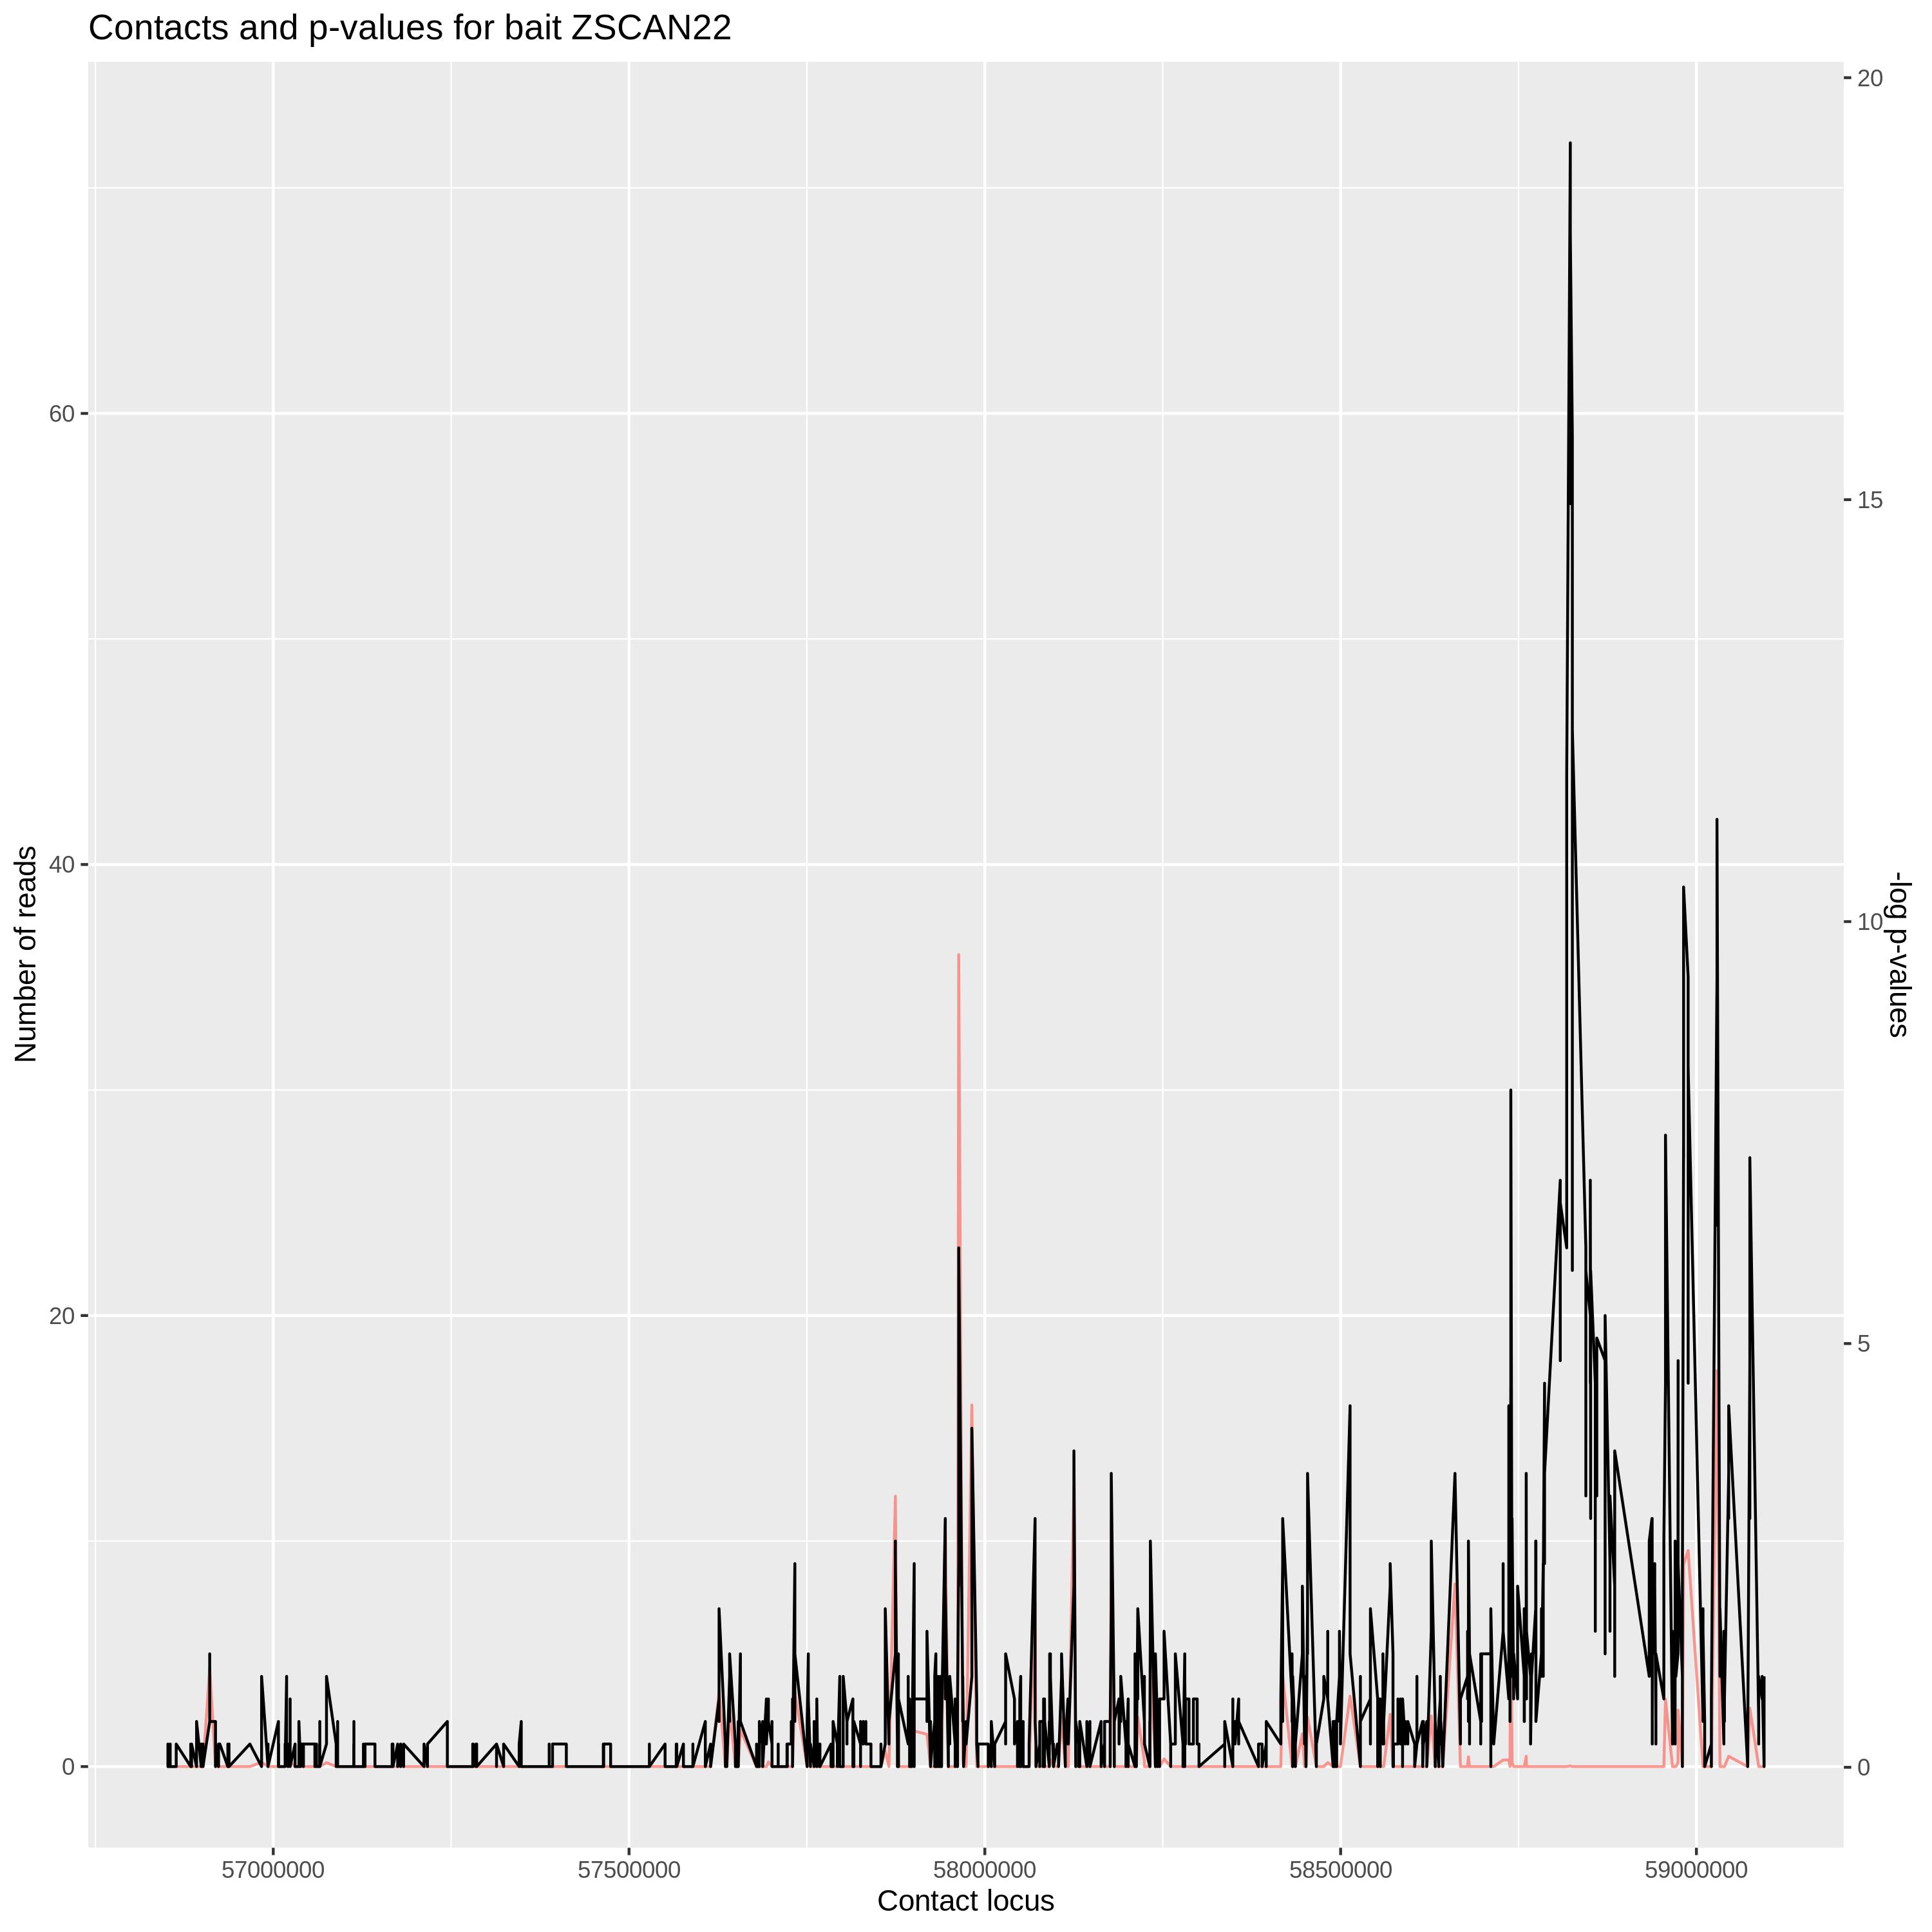 Contacts and p-values for bait ZSCAN22
Number of reads
60
40
20
0
20
15
10
5
0
-log p-values
57000000 57500000 58000000 58500000 59000000
Contact locus